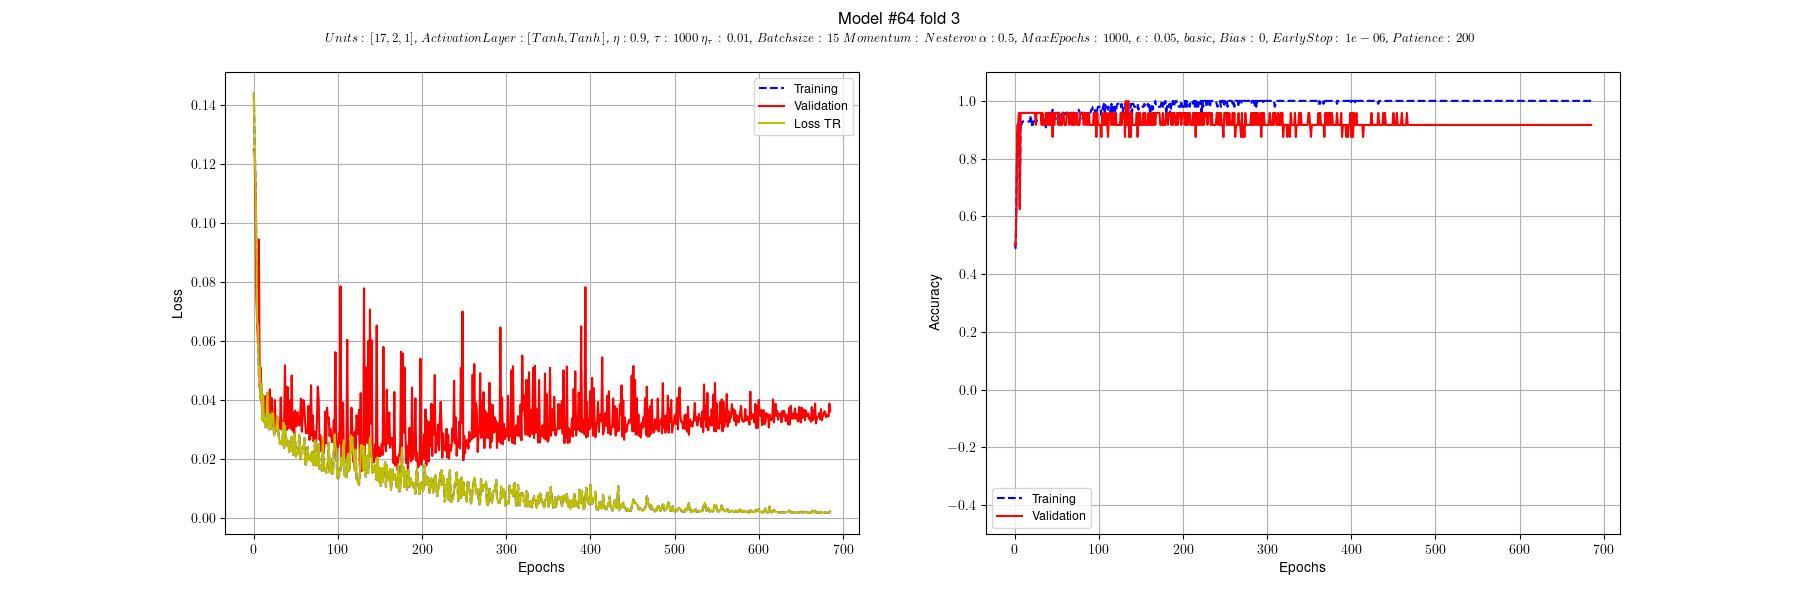 Model #64 fold 3
Units : [17, 2, 1], ActivationLayer : [Tanh, Tanh], η : 0.9, τ : 1000 ητ : 0.01, Batchsize : 15 Momentum : Nesterov α : 0.5, MaxEpochs : 1000, ϵ : 0.05, basic, Bias : 0, EarlyStop : 1e − 06, Patience : 200
Loss
0.14
0.12
0.10
0.08
0.06
0.04
0.02
0.00
0 100 200 300 400 500 600 700
Epochs
Training
Validation
Loss TR
Accuracy
1.0
0.8
0.6
0.4
0.2
0.0
−0.2
−0.4
0 100 200 300 400 500 600 700
Epochs
Training
Validation